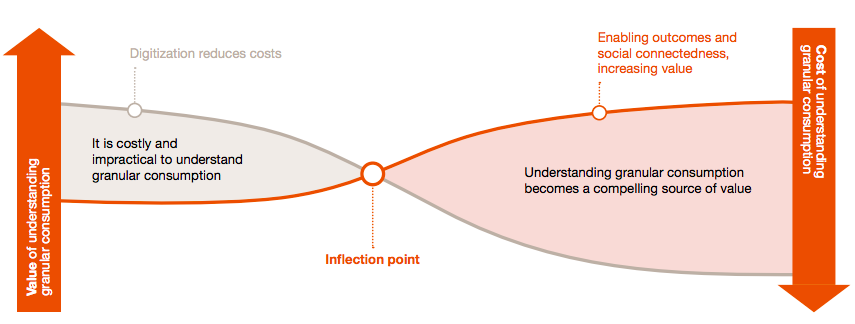 Digitization reduces costs
Enabling outcomes and
social connectedness,
increasing value
It is costly and
impractical to understand
granular consumption
Understanding granular consumption
becomes a compelling source of value
Inflection point
Value of understanding
granular consumption
Cost of understanding
granular consumption